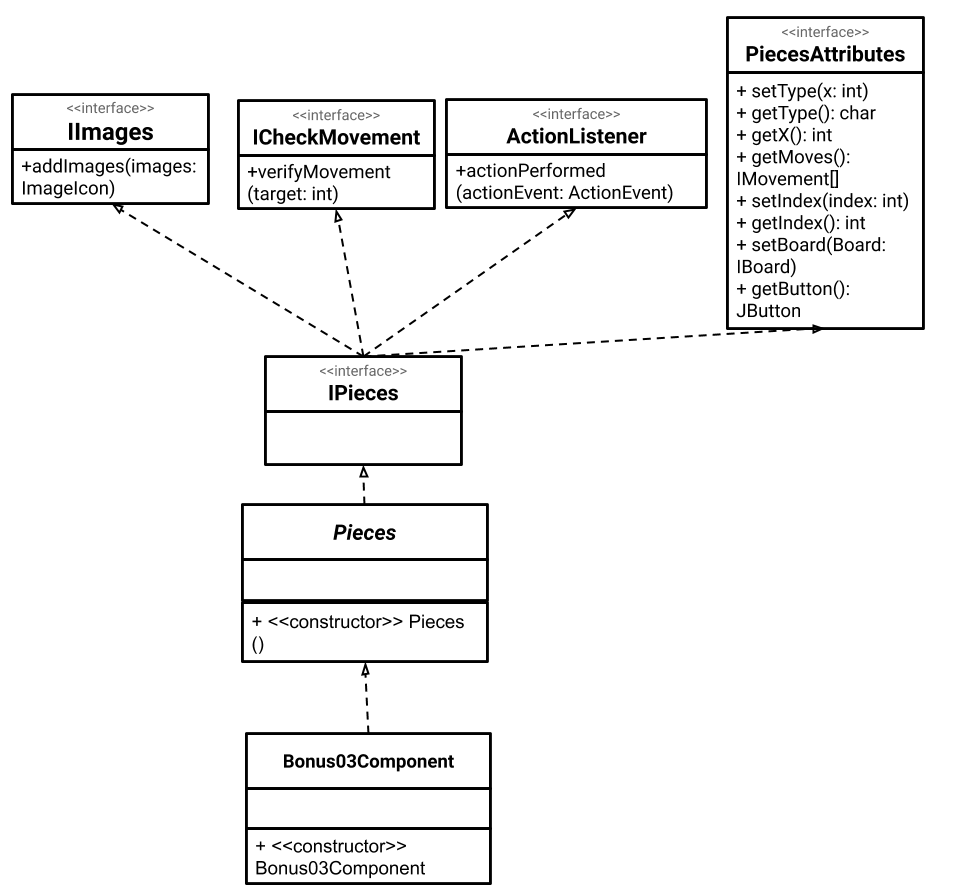 <<interface>>
IImages
+addImages(images:
ImageIcon)
<<interface>>
ICheckMovement
+verifyMovement
(target: int)
<<interface>>
ActionListener
+actionPerformed
(actionEvent: ActionEvent)
<<interface>>
PiecesAttributes
+ setType(x: int)
+ getType(): char
+ getX(): int
+ getMoves():
IMovement[]
+ setIndex(index: int)
+ getIndex(): int
+ setBoard(Board:
IBoard)
+ getButton():
JButton
<<interface>>
IPieces
Pieces
+ <<constructor>> Pieces
()
Bonus03Component
+ <<constructor>>
Bonus03Component